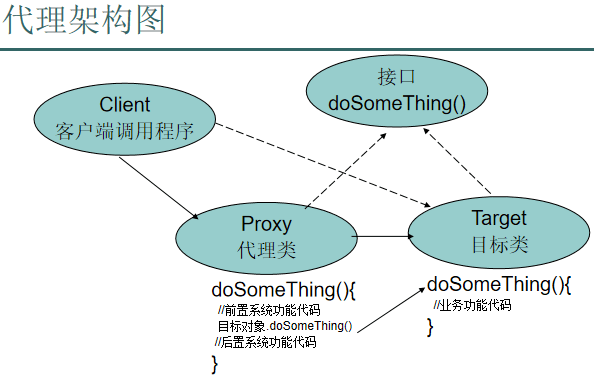 代理架构图
Client
客户端调用程序
接口
doSomeThing()
Proxy
代理类
Target
目标类
doSomeThing(){
//前置系统功能代码
目标对象.doSomeThing()
//后置系统功能代码
}
doSomeThing(){
//业务功能代码
}